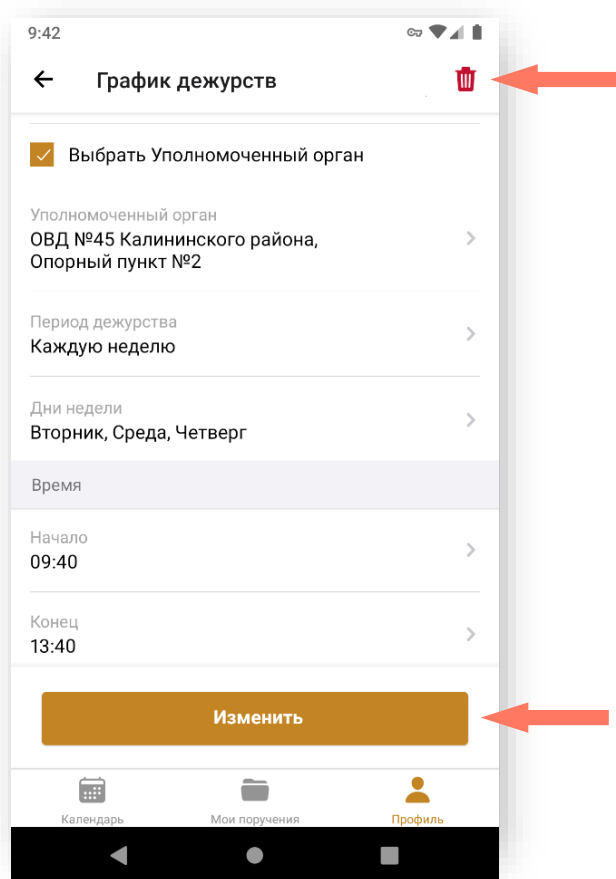 9:42
График дежурств
Выбрать Уполномоченный орган
Уполномоченный орган
ОВД №45 Калининского района,
Опорный пункт №2
Период дежурства
Каждую неделю
Дни недели
Вторник, Среда, Четверг
Время
Начало
09:40
Конец
13:40
Изменить
Календарь Мои поручения Профиль